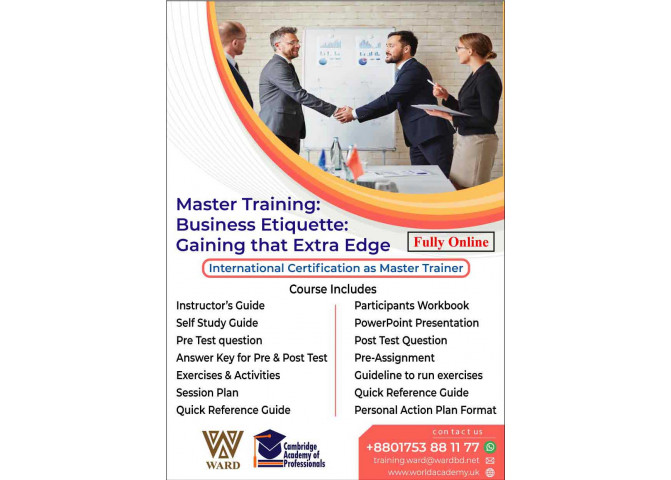 Master Training:
Business Etiquette:
Gaining that Extra Edge
Fully Online
International Certification as Master Trainer
Course Includes
Instructor's Guide
Self Study Guide
Pre Test question
Answer Key for Pre & Post Test
Exercises & Activities
Session Plan
Quick Reference Guide
Participants Workbook
PowerPoint Presentation
Post Test Question
Pre-Assignment
Guideline to run exercises
Quick Reference Guide
Personal Action Plan Format
WARD
Cambridge
Academy of
Professionals
contact us
+8801753 88 11 77
training.ward@wardbd.net
www.worldacademy.uk